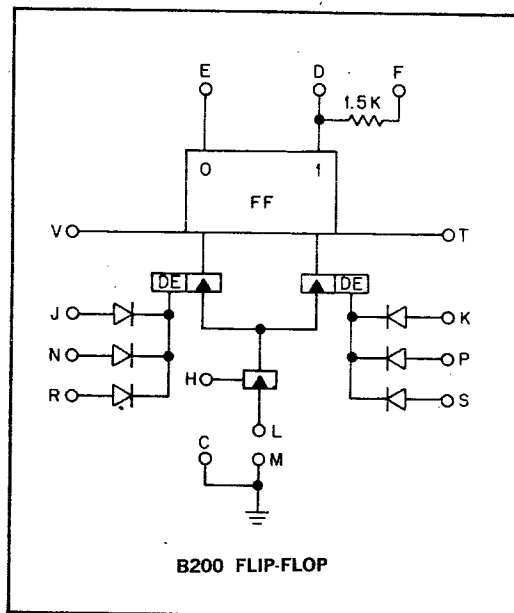 E D F
1.5K
0 1
FF
V T
DE DE
J K
N P
R S
H
L
C M
B200 FLIP-FLOP